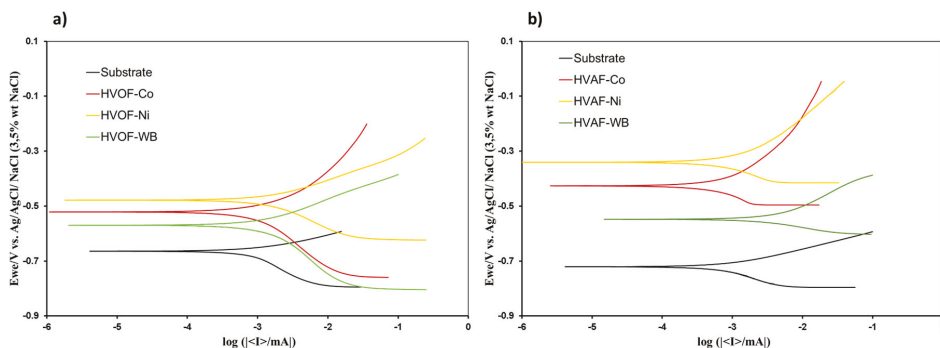 a)
0.1
-0.1
-0.3
-0.5
-0.7
-0.9
Ewe/V vs. Ag/AgCl/ NaCl (3,5% wt NaCl)
Substrate
HVOF-Co
HVOF-Ni
HVOF-WB
-6 -5 -4 -3 -2 -1 0
log (|<I>/mA|)
b)
0.1
-0.1
-0.3
-0.5
-0.7
-0.9
Ewe/V vs. Ag/AgCl/ NaCl (3,5% wt NaCl)
Substrate
HVAF-Co
HVAF-Ni
HVAF-WB
-6 -5 -4 -3 -2 -1 0
log (|<I>/mA|)